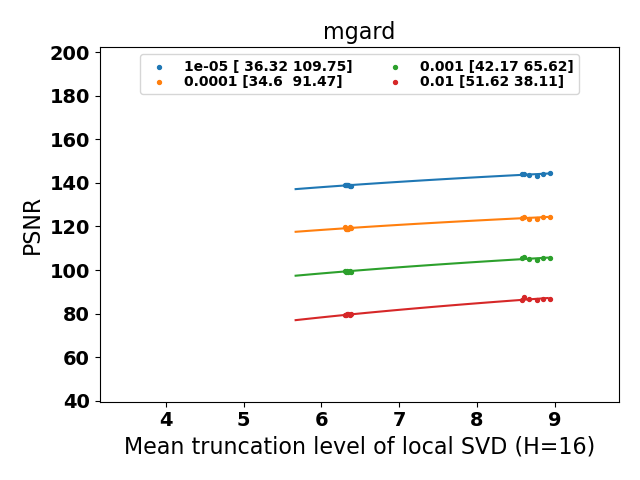 mgard
1e-05 [ 36.32 109.75]
0.0001 [34.6  91.47]
0.001 [42.17 65.62]
0.01 [51.62 38.11]
200
180
160
140
120
100
80
60
40
PSNR
4 5 6 7 8 9
Mean truncation level of local SVD (H=16)